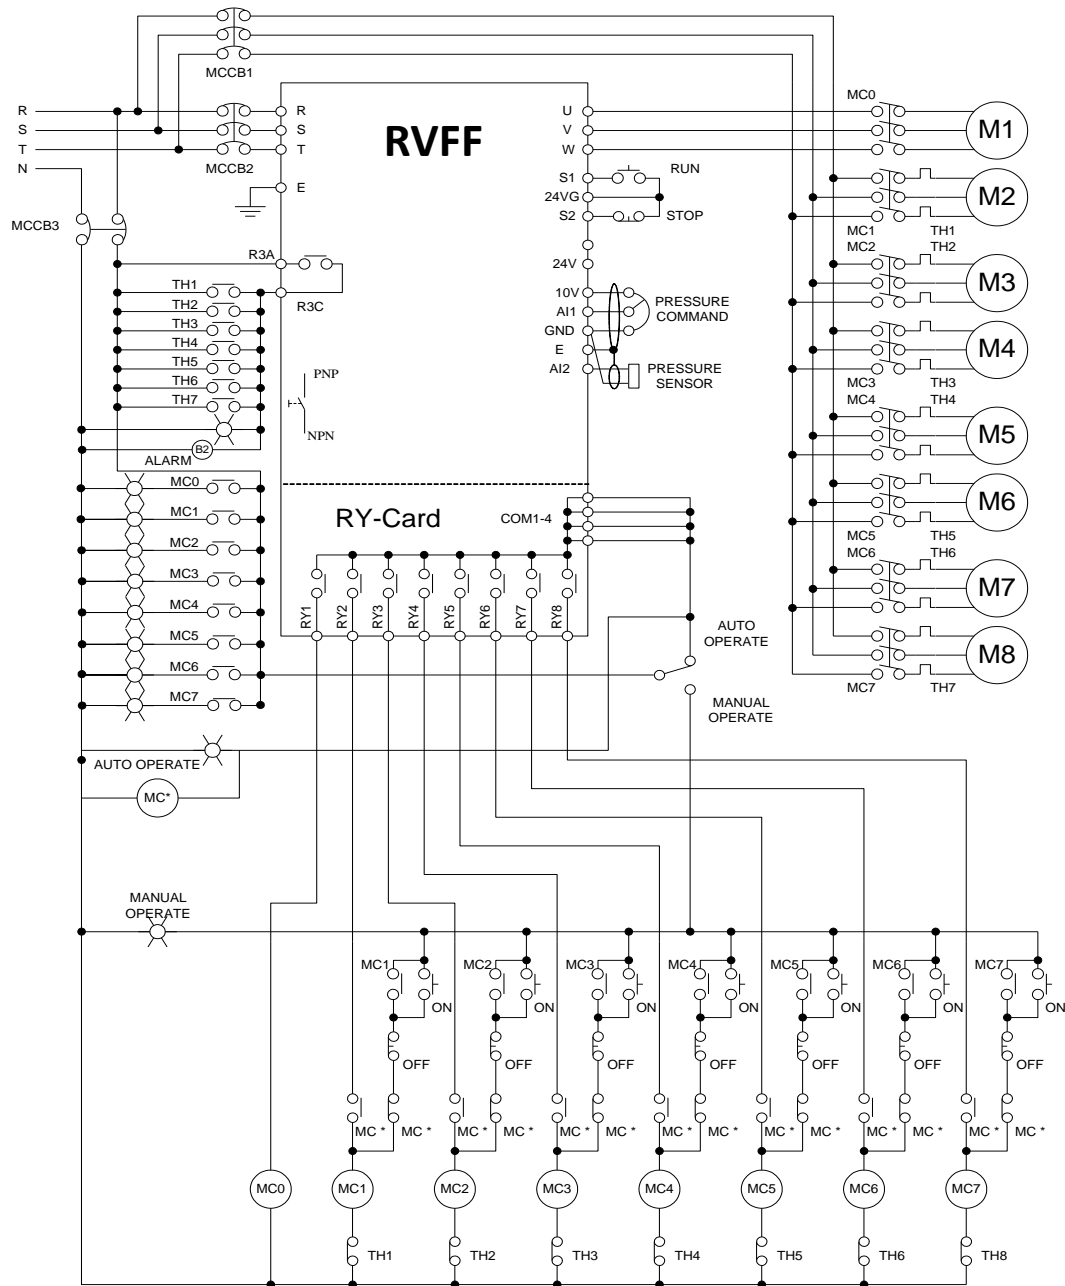 MCCB1
R
S
T
N
MCCB2
R
S
T
E
RVFF
U
V
W
S1
24VG
S2
24V
10V
AI1
GND
E
AI2
RUN
STOP
PRESSURE
COMMAND
PRESSURE
SENSOR
MCCB3
R3A
R3C
TH1
TH2
TH3
TH4
TH5
TH6
TH7
PNP
NPN
B2
ALARM
MC0
MC1
MC2
MC3
MC4
MC5
MC6
MC7
RY-Card
COM1-4
RY1
RY2
RY3
RY4
RY5
RY6
RY7
RY8
AUTO
OPERATE
MANUAL
OPERATE
MC0
M1
M2
MC1
TH1
MC2
TH2
M3
M4
MC3
TH3
MC4
TH4
M5
M6
MC5
TH5
MC6
TH6
M7
M8
MC7
TH7
AUTO OPERATE
MC*
MANUAL
OPERATE
MC1
MC2
MC3
MC4
MC5
MC6
MC7
ON
ON
ON
ON
ON
ON
ON
OFF
OFF
OFF
OFF
OFF
OFF
OFF
MC *
MC *
MC *
MC *
MC *
MC *
MC *
MC *
MC *
MC *
MC *
MC *
MC *
MC *
MC0
MC1
MC2
MC3
MC4
MC5
MC6
MC7
TH1
TH2
TH3
TH4
TH5
TH6
TH8